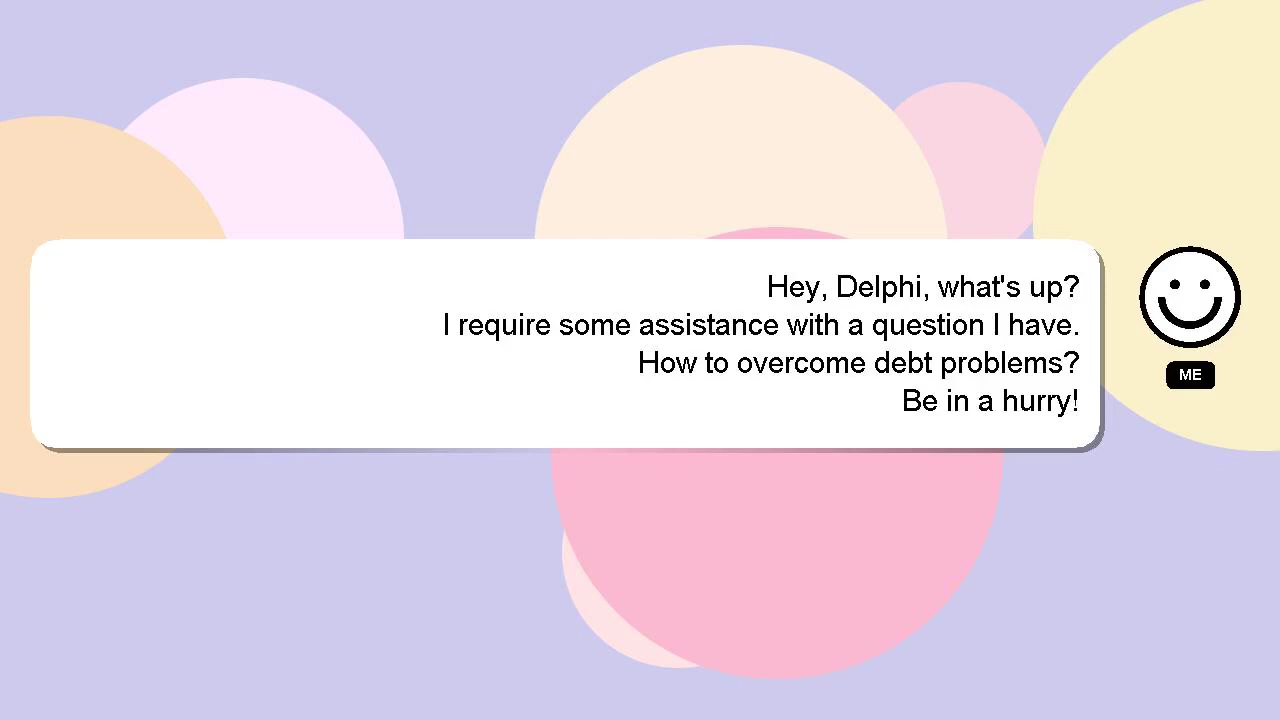 Hey, Delphi, what's up?
I require some assistance with a question I have.
How to overcome debt problems?
Be in a hurry!
ME